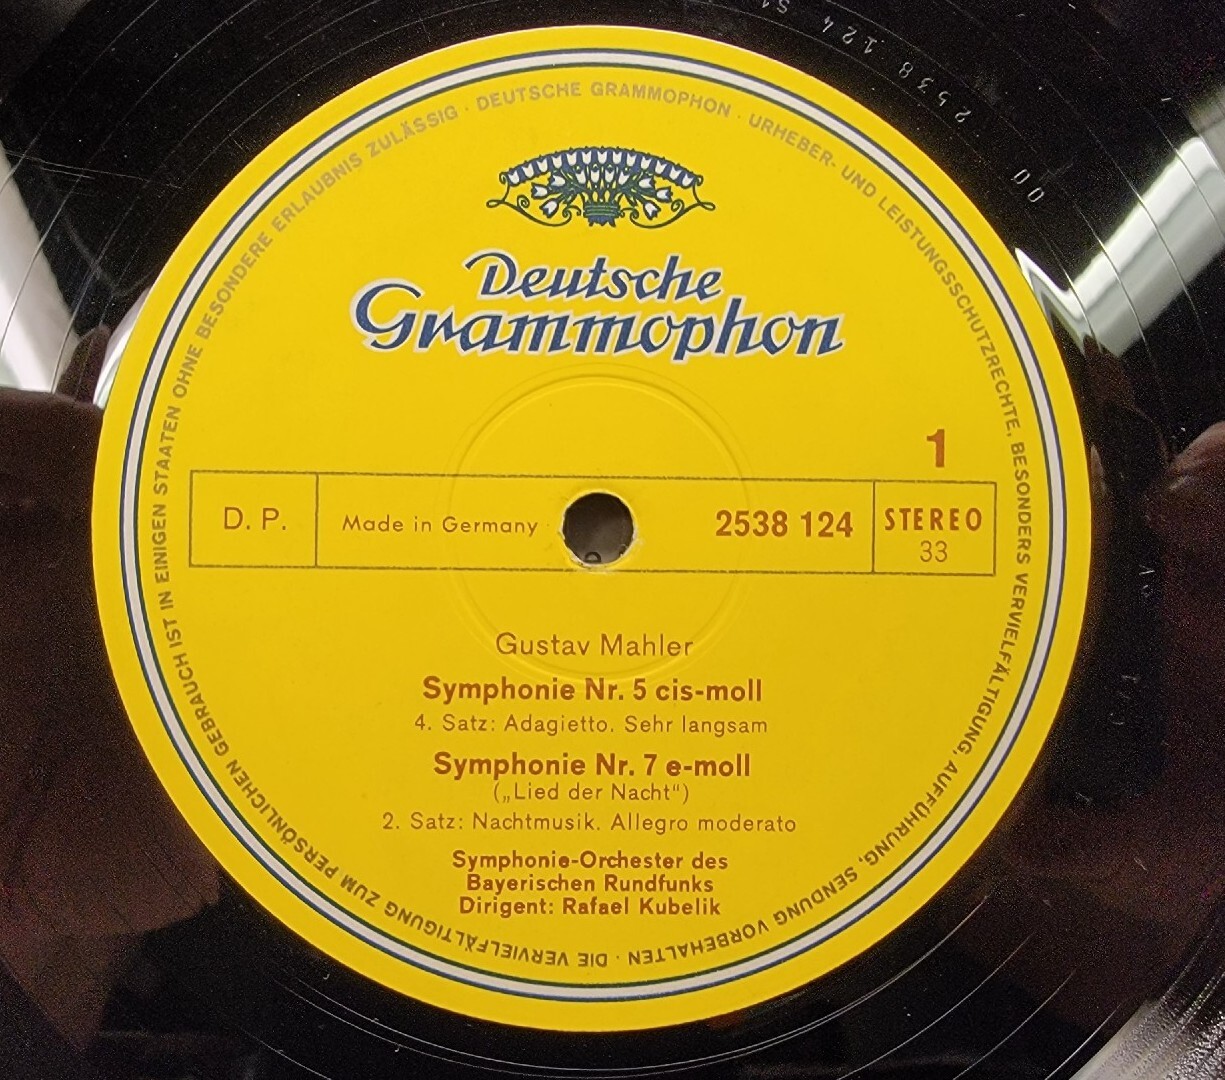 DEUTSCHE GRAMMOPHON · URHEBER- UND LEISTUNGSSCHUTZRECHTE, BESONDERS VERVIELFÄLTIGUNG, AUFFÜHRUNG, SENDUNG VORBEHALTEN · DIE VERVIELFÄLTIGUNG ZUM PERSÖNLICHEN GEBRAUCH IST IN EINIGEN STAATEN OHNE BESONDERE ERLAUBNIS ZULÄSSIG ·
Deutsche
Grammophon
1
D. P.
Made in Germany
2538 124
STEREO
33
Gustav Mahler
Symphonie Nr. 5 cis-moll
4. Satz: Adagietto. Sehr langsam
Symphonie Nr. 7 e-moll
(„Lied der Nacht“)
2. Satz: Nachtmusik. Allegro moderato
Symphonie-Orchester des
Bayerischen Rundfunks
Dirigent: Rafael Kubelik
00 2538 124